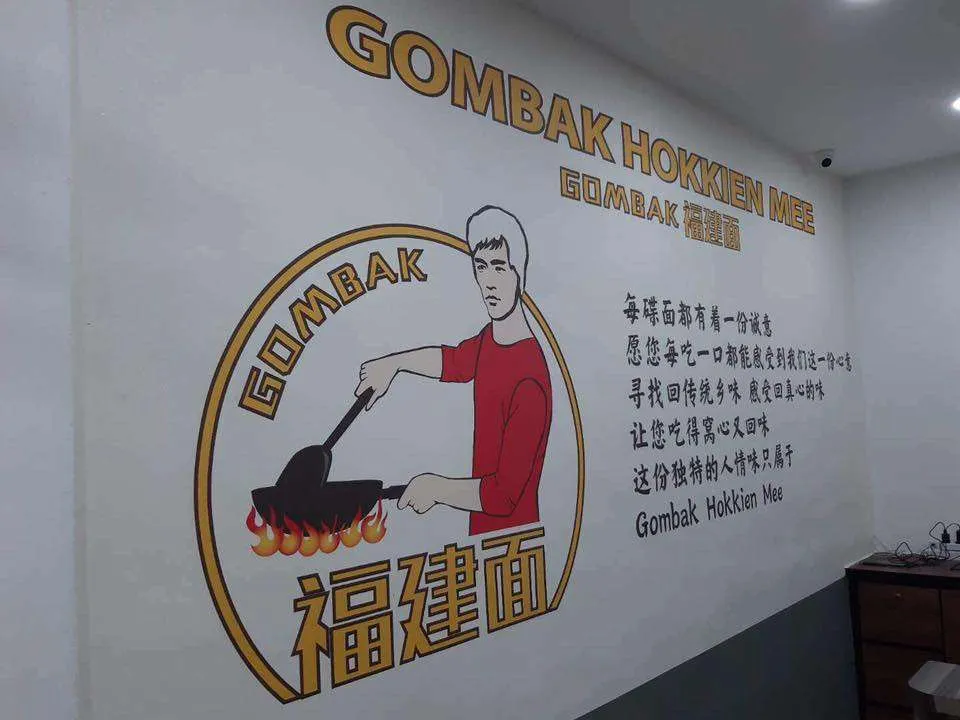 GOMBAK HOKKIEN MEE
GOMBAK 福建面
GOMBAK
福建面
每碟面都有着一份诚意
愿您每吃一口都能感受到我们这一份心意
寻找回传统乡味 感受回真心的味
让您吃得窝心又回味
这份独特的人情味只属于
Gombak Hokkien Mee